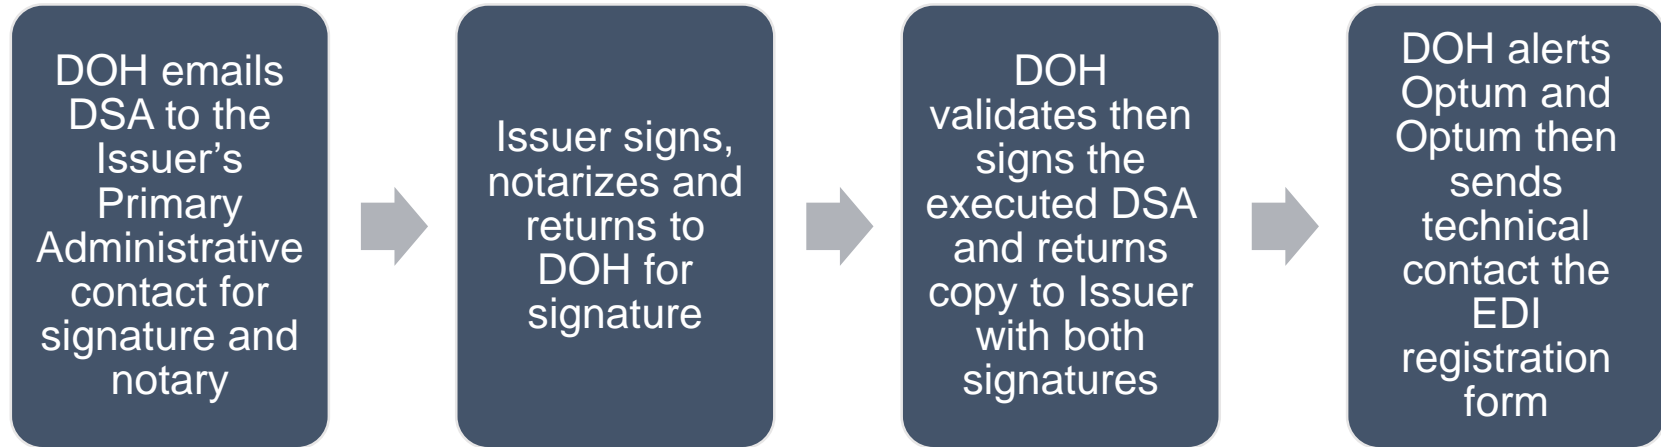 DOH emails
DSA to the
Issuer’s
Primary
Administrative
contact for
signature and
notary
Issuer signs,
notarizes and
returns to
DOH for
signature
DOH
validates then
signs the
executed DSA
and returns
copy to Issuer
with both
signatures
DOH alerts
Optum and
Optum then
sends
technical
contact the
EDI
registration
form